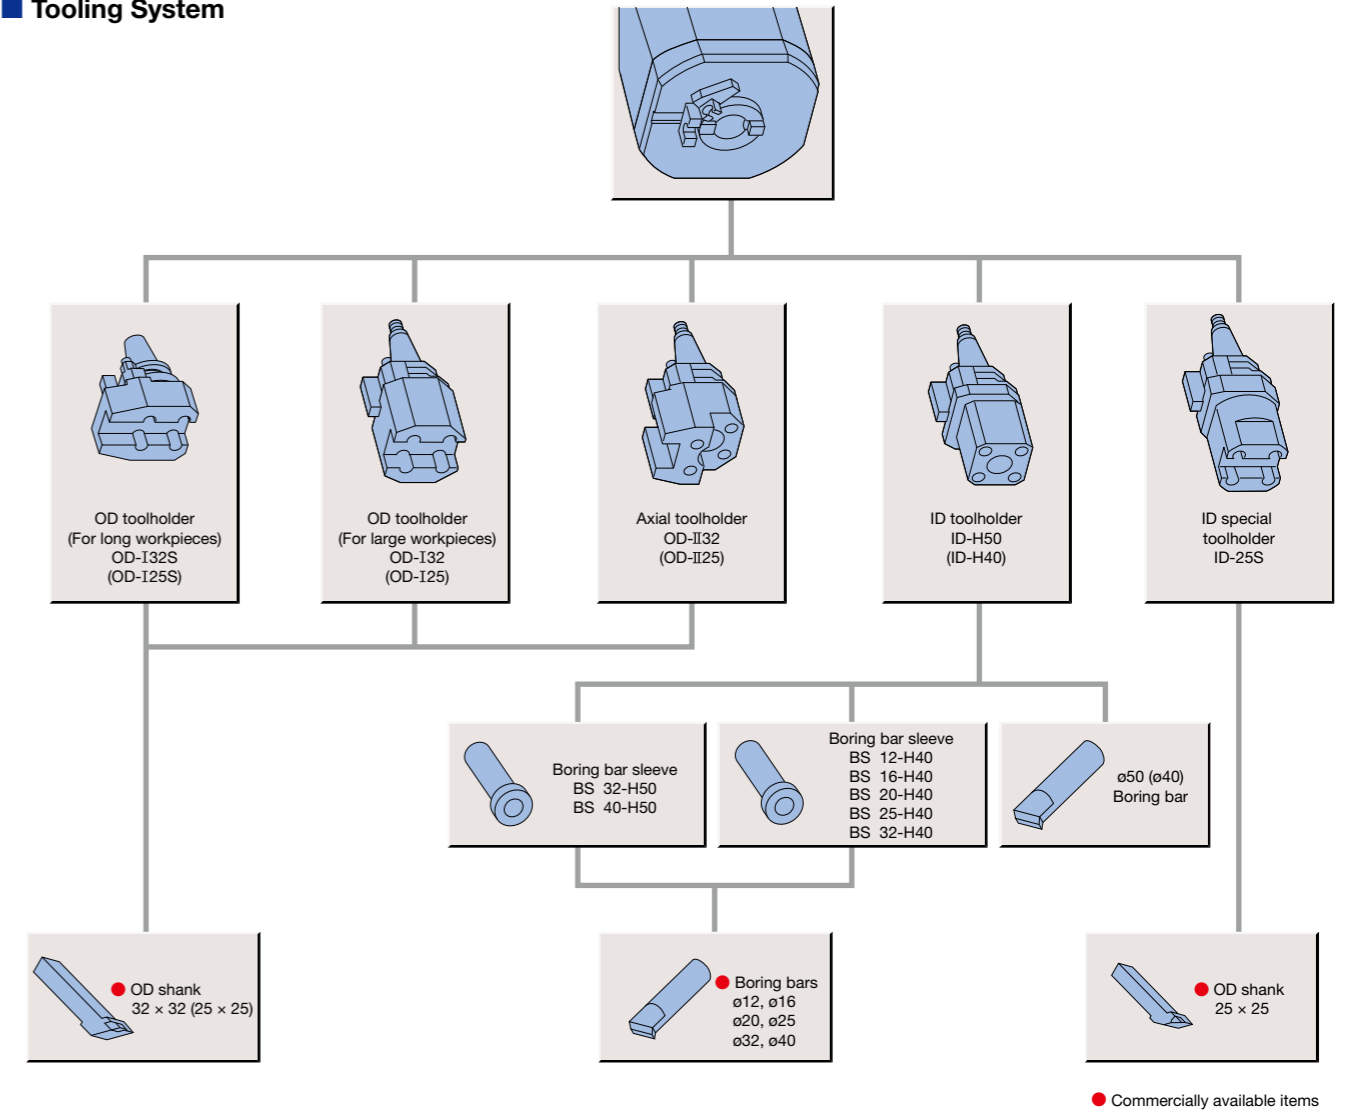 Tooling System
OD toolholder
(For long workpieces)
OD-I32S
(OD-I25S)
OD toolholder
(For large workpieces)
OD-I32
(OD-I25)
Axial toolholder
OD-II32
(OD-II25)
ID toolholder
ID-H50
(ID-H40)
ID special
toolholder
ID-25S
Boring bar sleeve
BS 32-H50
BS 40-H50
Boring bar sleeve
BS 12-H40
BS 16-H40
BS 20-H40
BS 25-H40
BS 32-H40
ø50 (ø40)
Boring bar
OD shank
32 × 32 (25 × 25)
Boring bars
ø12, ø16
ø20, ø25
ø32, ø40
OD shank
25 × 25
Commercially available items